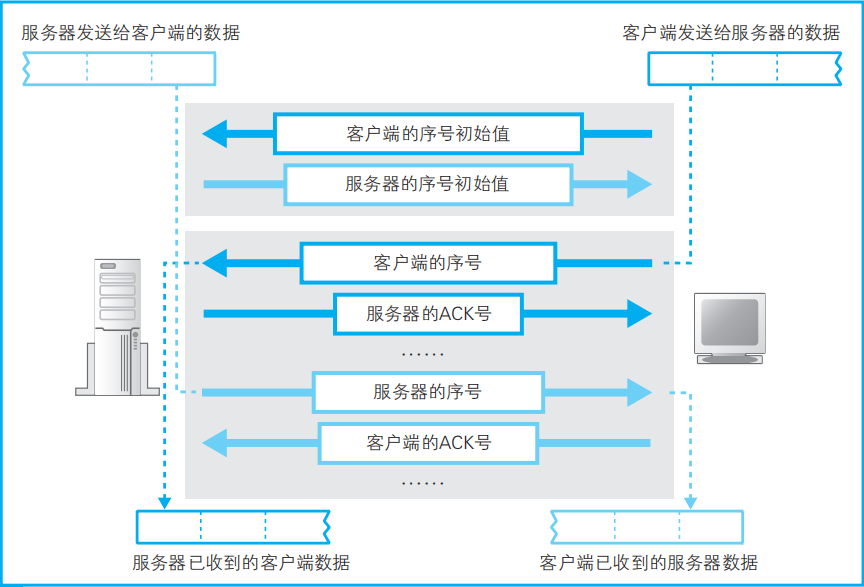 服务器发送给客户端的数据
客户端发送给服务器的数据
客户端的序号初始值
服务器的序号初始值
客户端的序号
服务器的ACK号
……
服务器的序号
客户端的ACK号
……
服务器已收到的客户端数据
客户端已收到的服务器数据